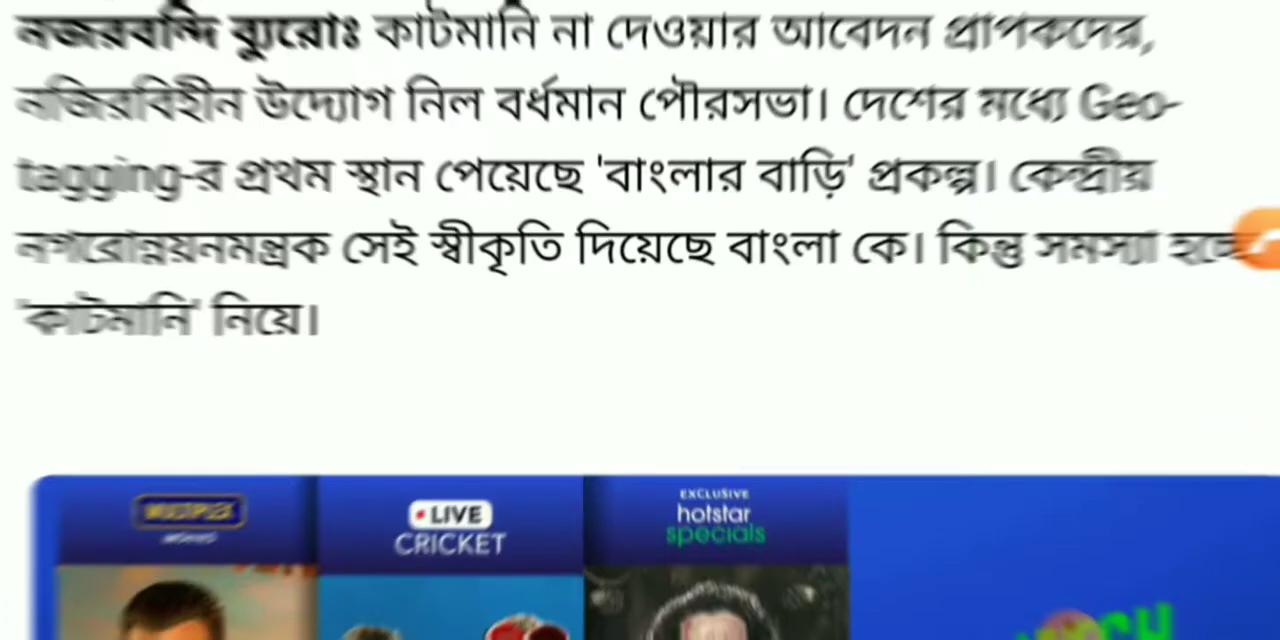 নজরবন্দি ব্যুরোঃ কাটমানি না দেওয়ার আবেদন প্রাপকদের,
নজিরবিহীন উদ্যোগ নিল বর্ধমান পৌরসভা। দেশের মধ্যে Geo-
tagging-র প্রথম স্থান পেয়েছে 'বাংলার বাড়ি' প্রকল্প। কেন্দ্রীয়
নগরোন্নয়নমন্ত্রক সেই স্বীকৃতি দিয়েছে বাংলা কে। কিন্তু সমস্যা হচ্ছে
'কাটমানি' নিয়ে।
MULTIPLEX
LIVE
CRICKET
EXCLUSIVE
hotstar
specials